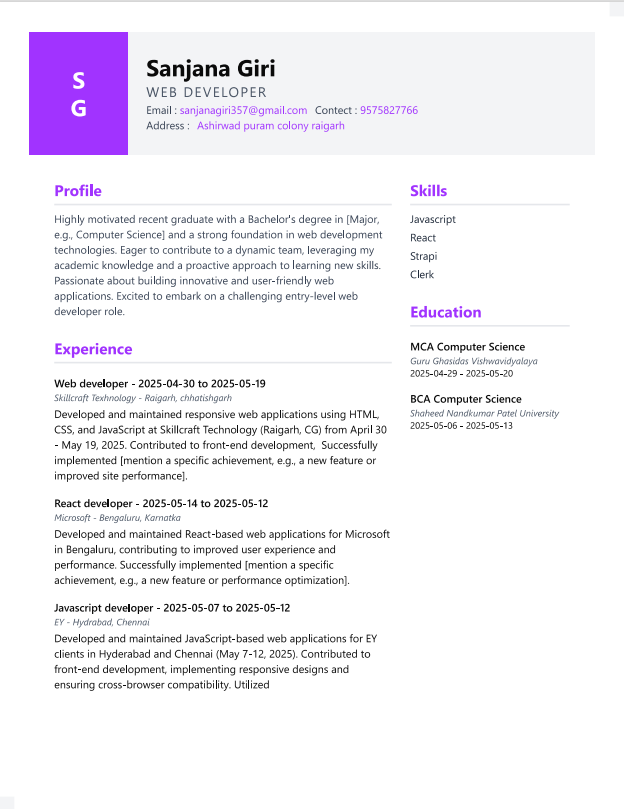 S
G
Sanjana Giri
WEB DEVELOPER
Email : sanjanagiri357@gmail.com Contect : 9575827766
Address : Ashirwad puram colony raigarh
Profile
Highly motivated recent graduate with a Bachelor's degree in [Major,
e.g., Computer Science] and a strong foundation in web development
technologies. Eager to contribute to a dynamic team, leveraging my
academic knowledge and a proactive approach to learning new skills.
Passionate about building innovative and user-friendly web
applications. Excited to embark on a challenging entry-level web
developer role.
Experience
Web developer - 2025-04-30 to 2025-05-19
Skillcraft Texhnology - Raigarh, chhatishgarh
Developed and maintained responsive web applications using HTML,
CSS, and JavaScript at Skillcraft Technology (Raigarh, CG) from April 30
- May 19, 2025. Contributed to front-end development, Successfully
implemented [mention a specific achievement, e.g., a new feature or
improved site performance].
React developer - 2025-05-14 to 2025-05-12
Microsoft - Bengaluru, Karnatka
Developed and maintained React-based web applications for Microsoft
in Bengaluru, contributing to improved user experience and
performance. Successfully implemented [mention a specific
achievement, e.g., a new feature or performance optimization].
Javascript developer - 2025-05-07 to 2025-05-12
EY - Hydrabad, Chennai
Developed and maintained JavaScript-based web applications for EY
clients in Hyderabad and Chennai (May 7-12, 2025). Contributed to
front-end development, implementing responsive designs and
ensuring cross-browser compatibility. Utilized
Skills
Javascript
React
Strapi
Clerk
Education
MCA Computer Science
Guru Ghasidas Vishwavidyalaya
2025-04-29 - 2025-05-20
BCA Computer Science
Shaheed Nandkumar Patel University
2025-05-06 - 2025-05-13